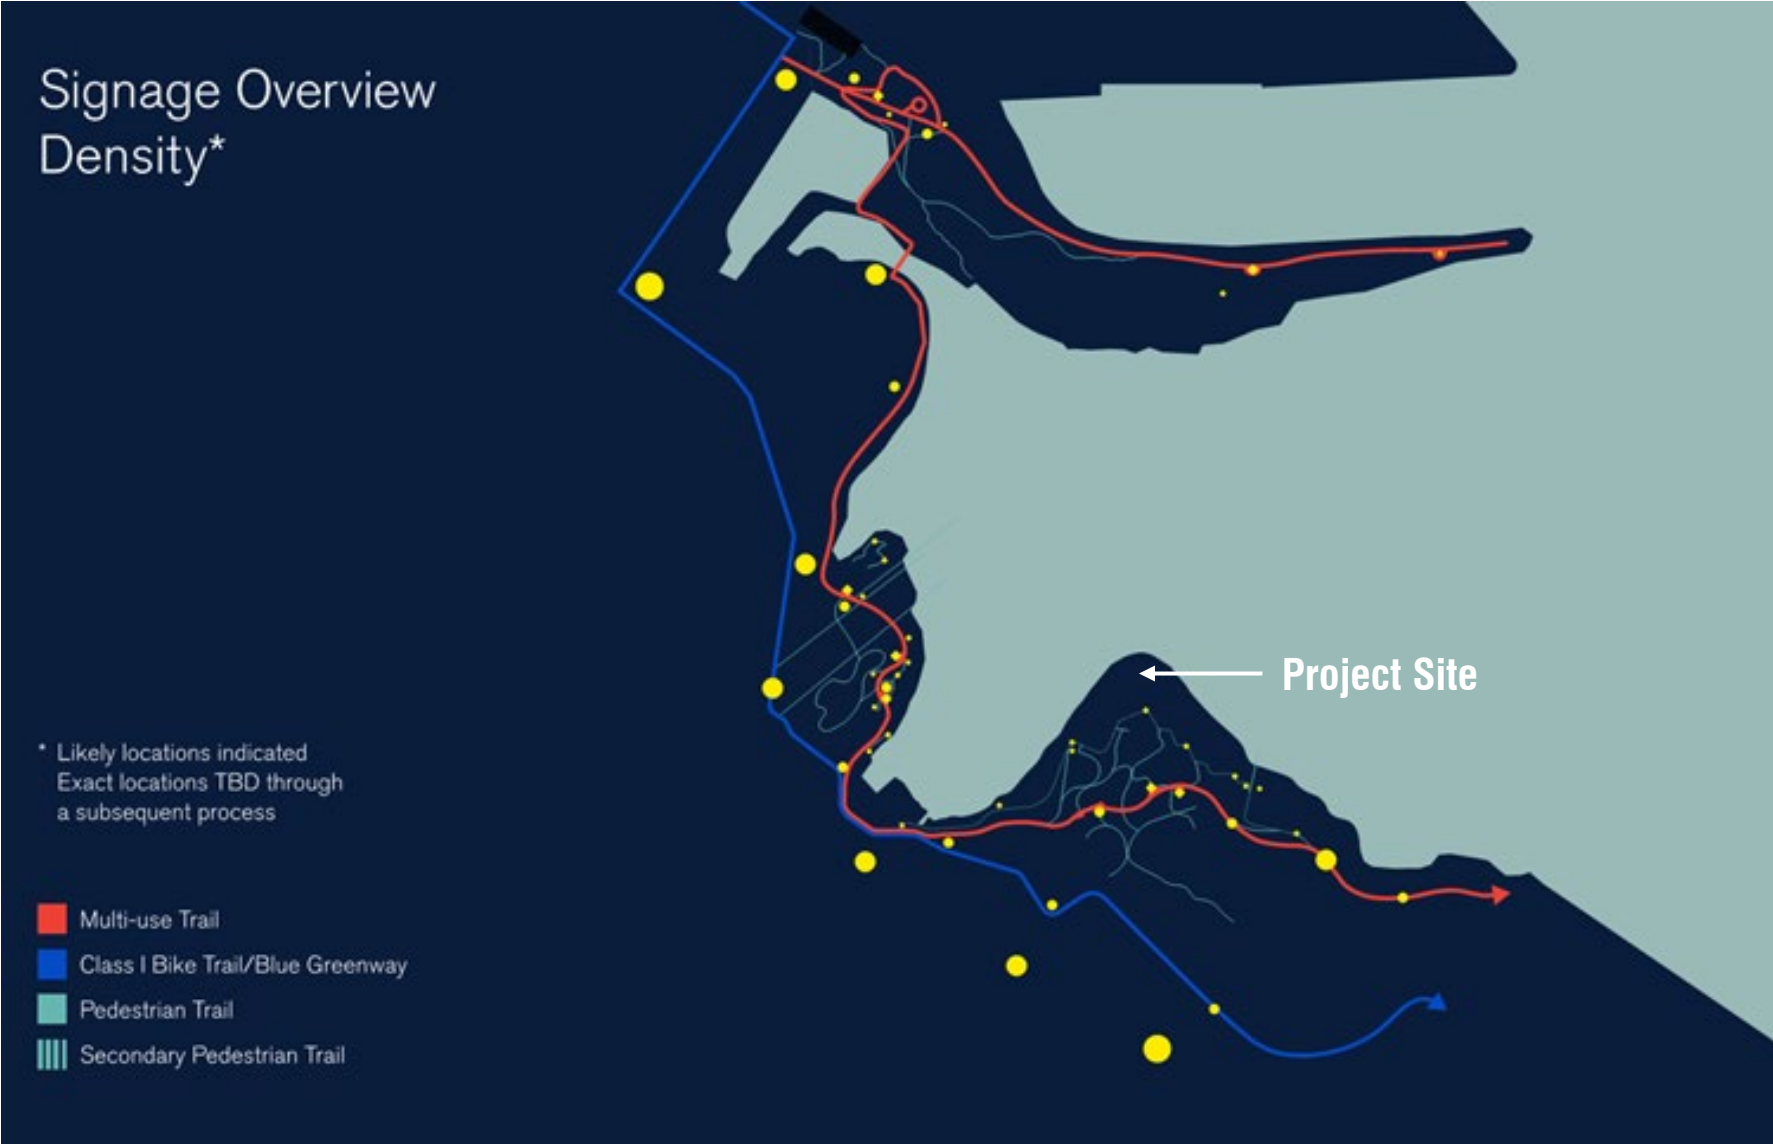 Signage Overview
Density*
Project Site
* Likely locations indicated
Exact locations TBD through
a subsequent process
Multi-use Trail
Class I Bike Trail/Blue Greenway
Pedestrian Trail
Secondary Pedestrian Trail